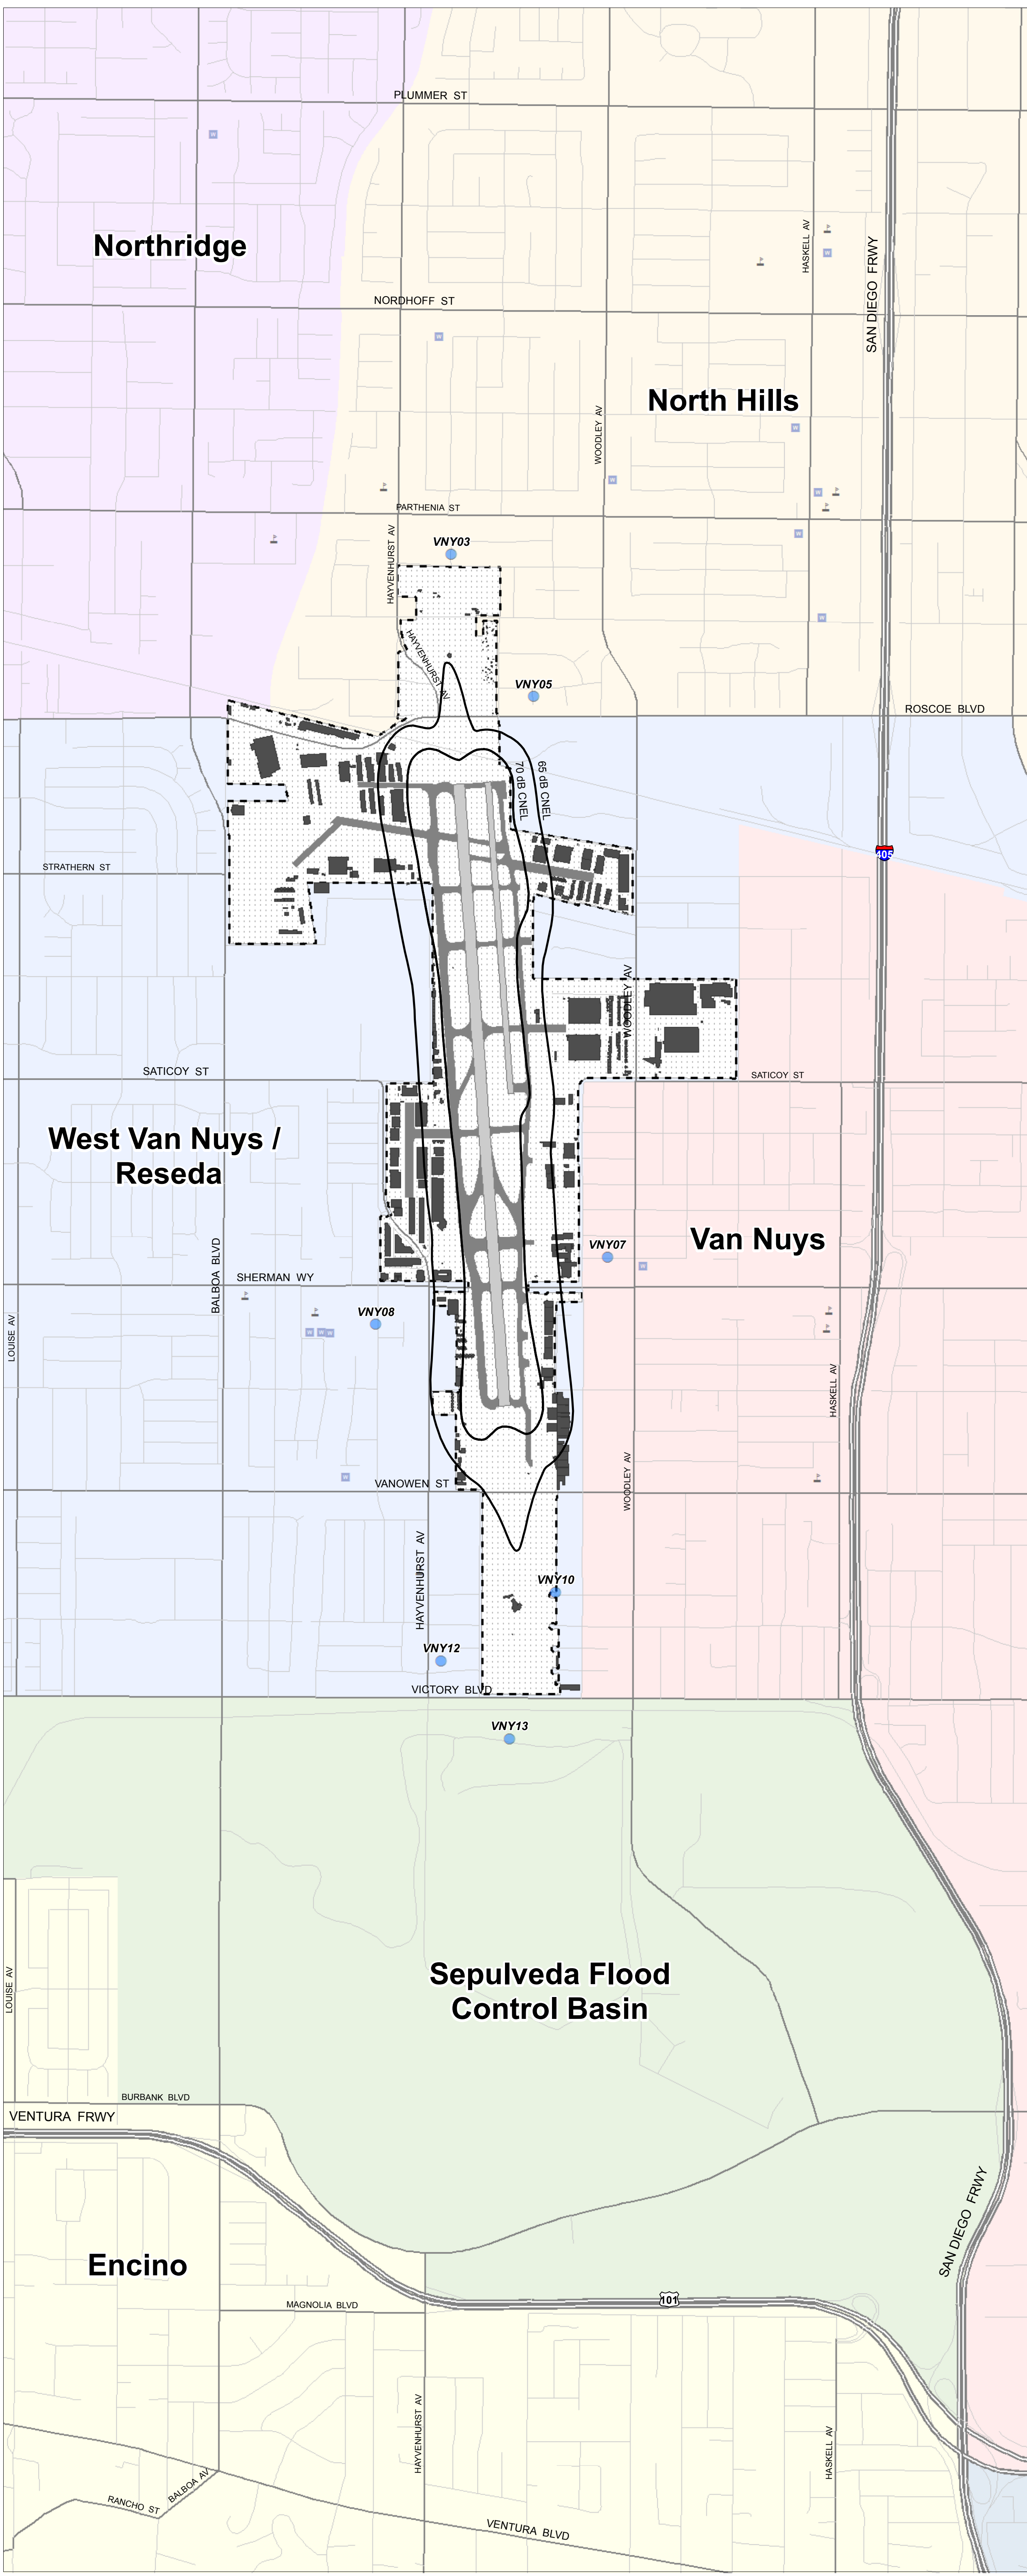 PLUMMER ST
HASKELL AV
SAN DIEGO FRWY
Northridge
NORDHOFF ST
North Hills
WOODLEY AV
PARTHENIA ST
HAYVENHURST AV
VNY03
HAYVENHURST AV
VNY05
ROSCOE BLVD
70 dB CNEL
65 dB CNEL
405
STRATHERN ST
WOODLEY AV
SATICOY ST
SATICOY ST
West Van Nuys /
Reseda
Van Nuys
BALBOA BLVD
VNY07
SHERMAN WY
VNY08
LOUISE AV
HASKELL AV
WOODLEY AV
VANOWEN ST
HAYVENHURST AV
VNY10
VNY12
VICTORY BLVD
VNY13
Sepulveda Flood
Control Basin
LOUISE AV
BURBANK BLVD
VENTURA FRWY
SAN DIEGO FRWY
Encino
101
MAGNOLIA BLVD
HAYVENHURST AV
HASKELL AV
BALBOA AV
RANCHO ST
VENTURA BLVD